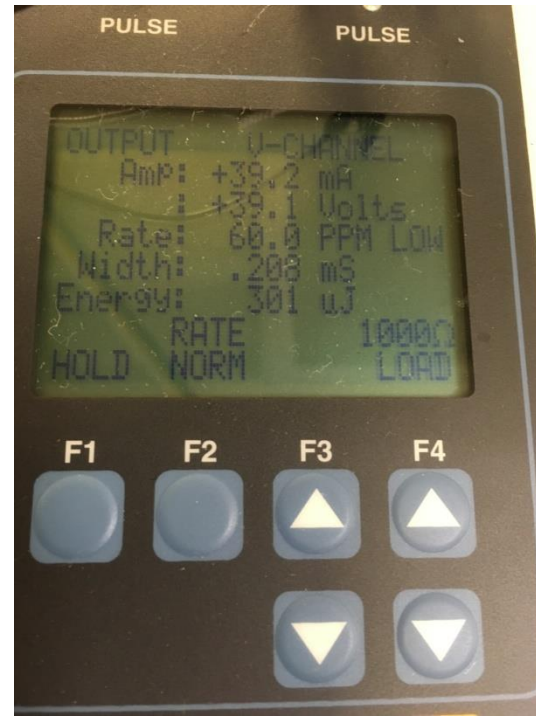 PULSE PULSE
OUTPUT V-CHANNEL
Amp: +39.2 mA
: +39.1 Volts
Rate: 60.0 PPM LOW
Width: .208 mS
Energy: 301 uJ
RATE 1000Ω
HOLD NORM LOAD
F1 F2 F3 F4